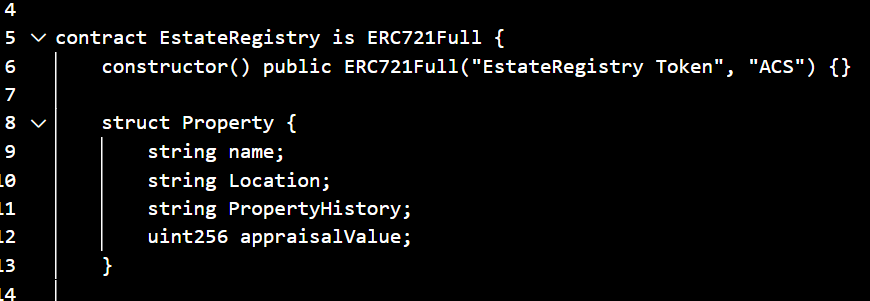 4
5 contract EstateRegistry is ERC721Full {
6 constructor() public ERC721Full("EstateRegistry Token", "ACS") {}
7
8 struct Property {
9 string name;
10 string Location;
11 string PropertyHistory;
12 uint256 appraisalValue;
13 }
14